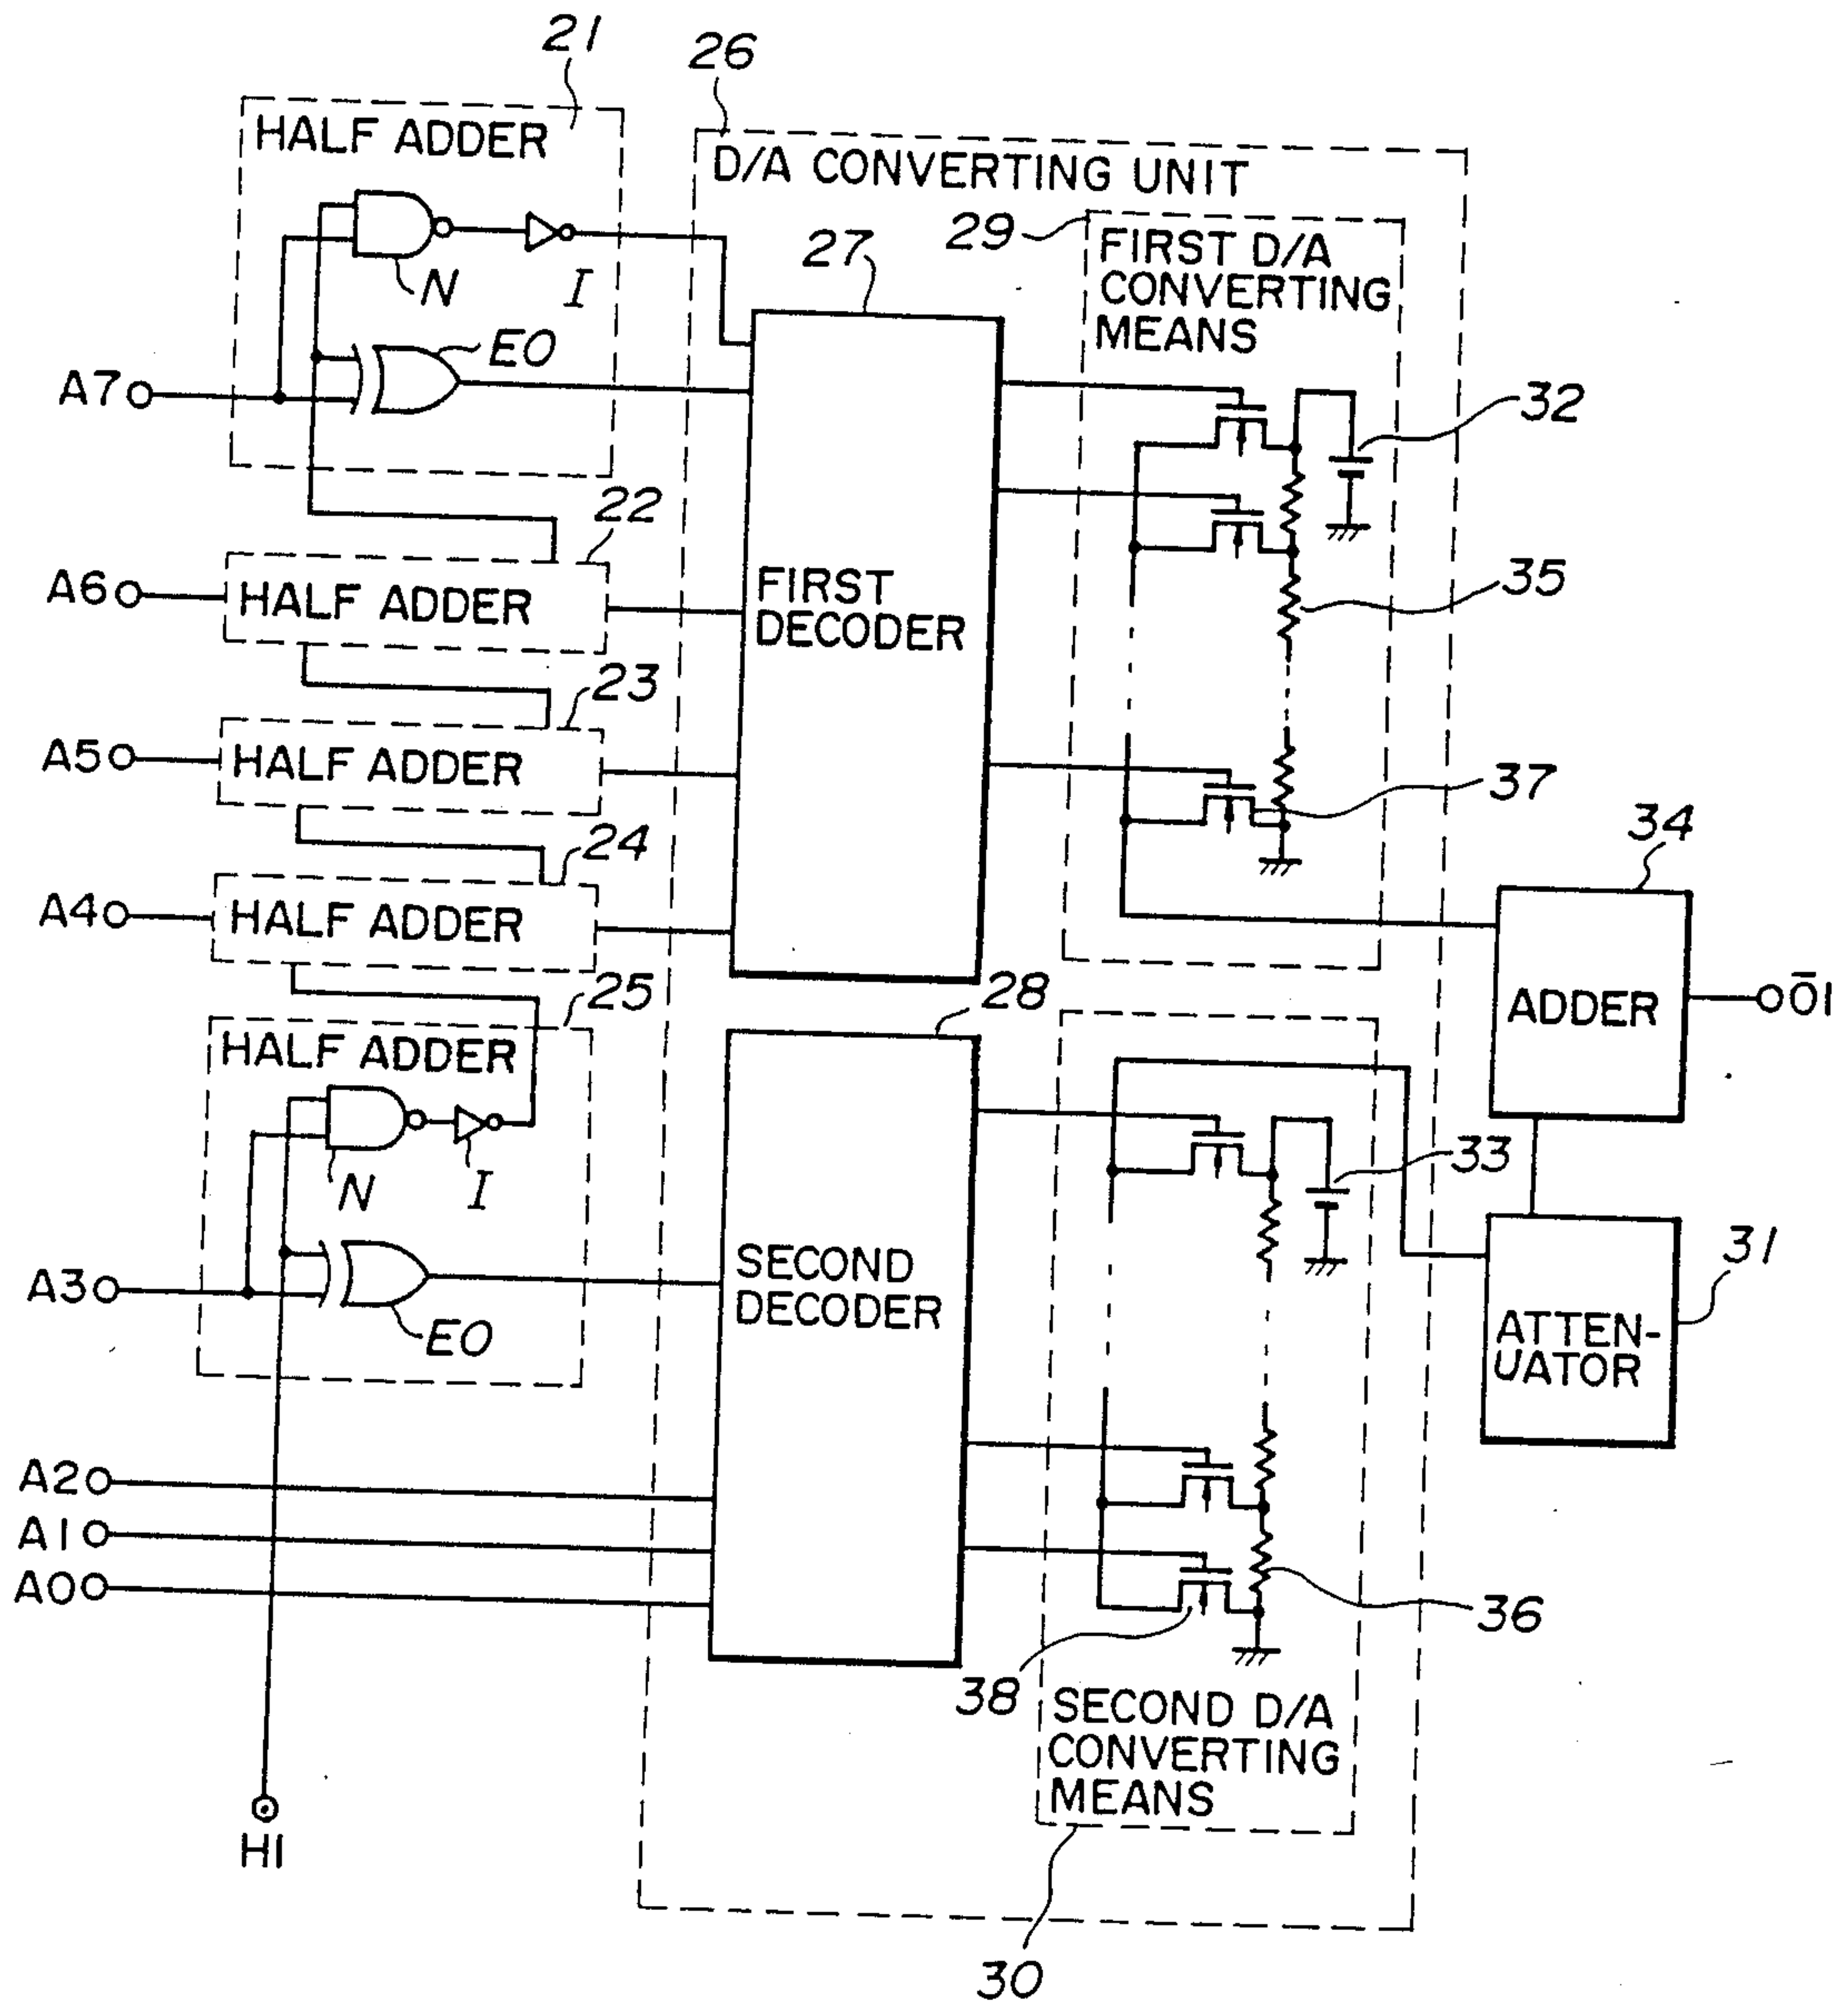 21
26
HALF ADDER
D/A CONVERTING UNIT
29
FIRST D/A
CONVERTING
MEANS
27
N
I
EO
A7
32
22
A6
HALF ADDER
FIRST
DECODER
35
23
A5
HALF ADDER
37
24
34
A4
HALF ADDER
25
28
ADDER
O̅1
HALF ADDER
N
I
33
A3
EO
SECOND
DECODER
31
ATTEN-
UATOR
A2
A1
A0
36
38
SECOND D/A
CONVERTING
MEANS
H1
30